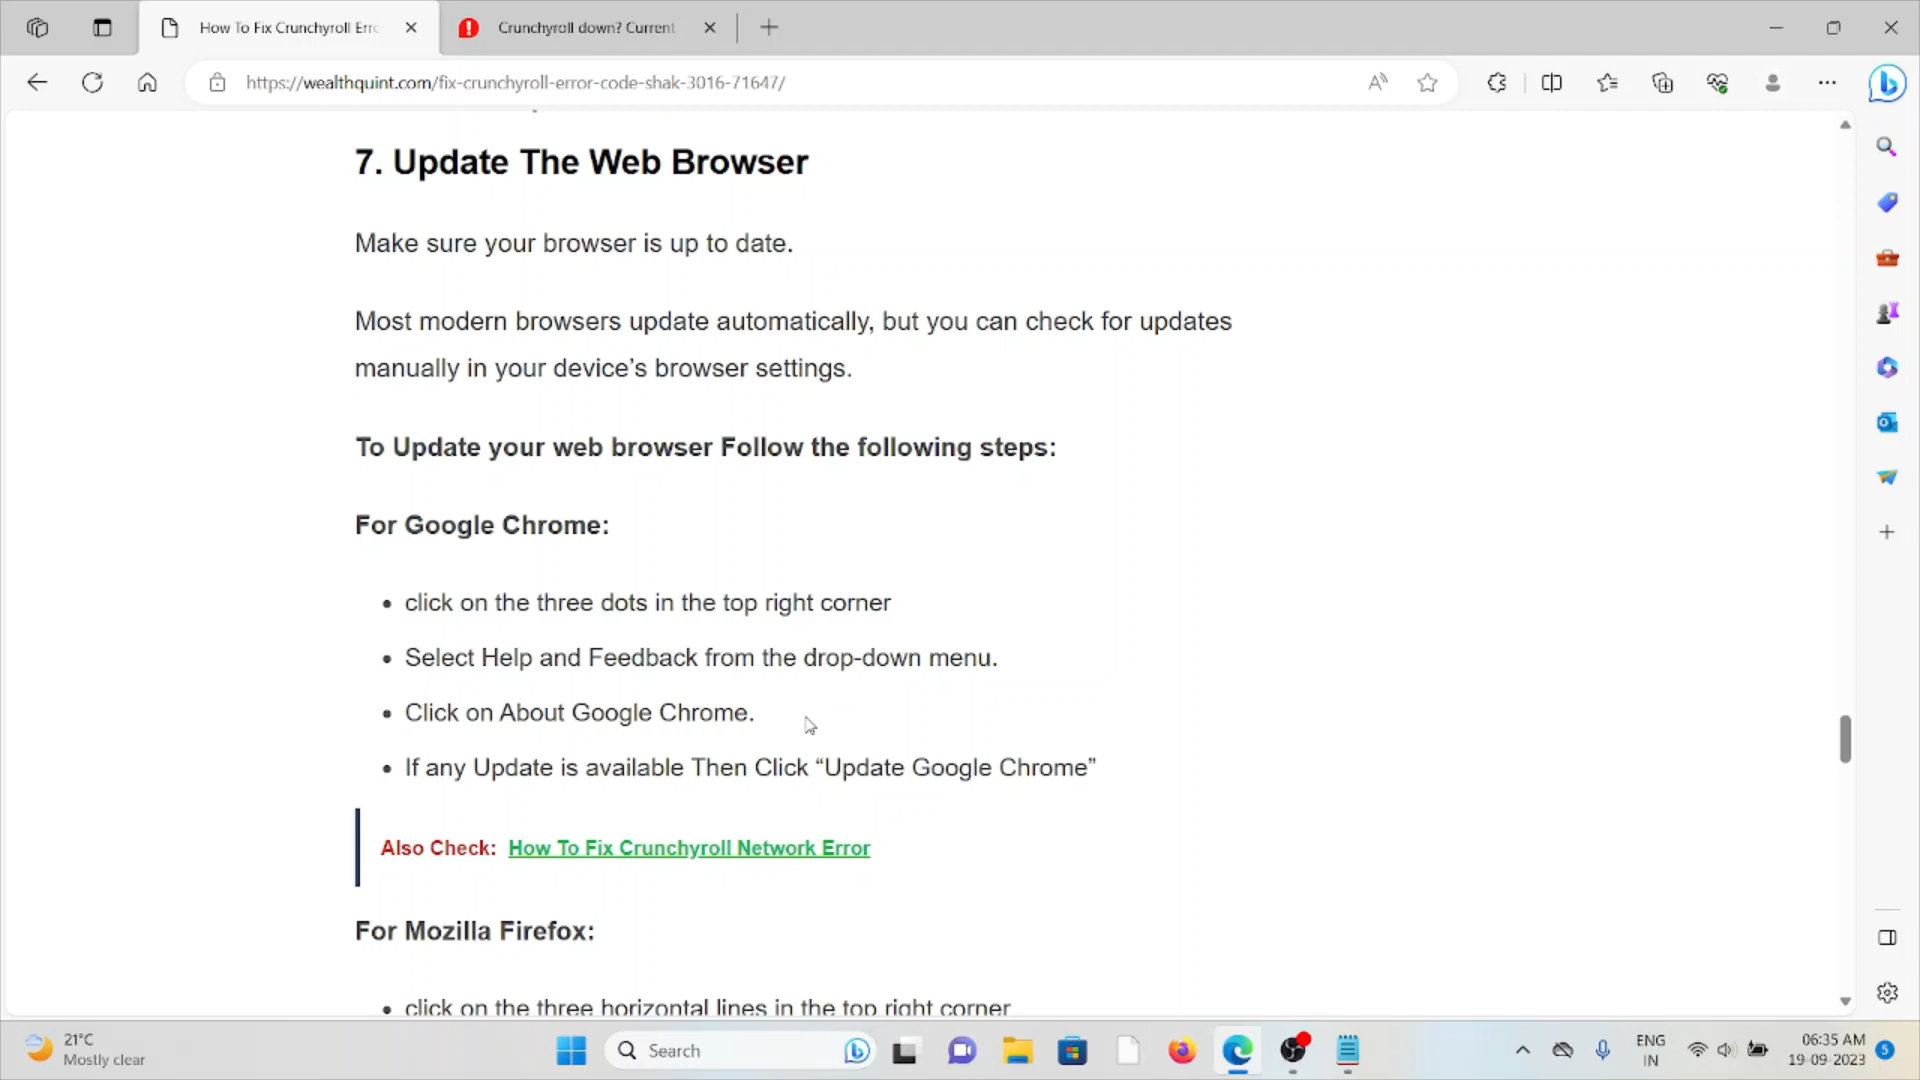 How To Fix Crunchyroll Erro
Crunchyroll down? Current
https://wealthquint.com/fix-crunchyroll-error-code-shak-3016-71647/
7. Update The Web Browser
Make sure your browser is up to date.
Most modern browsers update automatically, but you can check for updates
manually in your device’s browser settings.
To Update your web browser Follow the following steps:
For Google Chrome:
click on the three dots in the top right corner
Select Help and Feedback from the drop-down menu.
Click on About Google Chrome.
If any Update is available Then Click “Update Google Chrome”
Also Check: How To Fix Crunchyroll Network Error
For Mozilla Firefox:
click on the three horizontal lines in the top right corner
21°C
Mostly clear
Search
ENG
IN
06:35 AM
19-09-2023
5